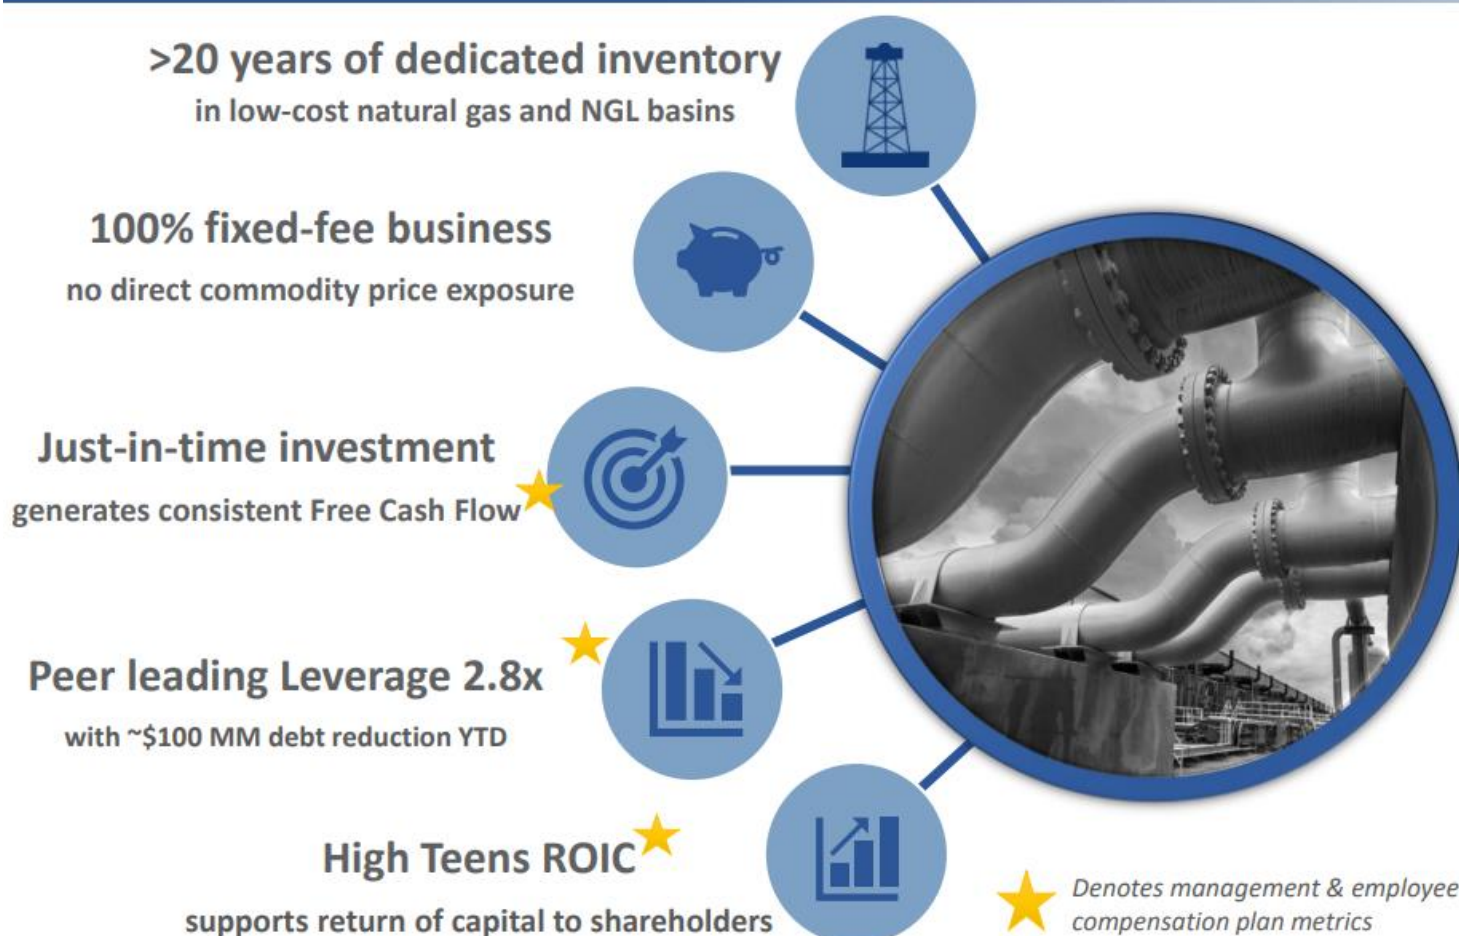 >20 years of dedicated inventory
in low-cost natural gas and NGL basins
100% fixed-fee business
no direct commodity price exposure
Just-in-time investment
generates consistent Free Cash Flow
Peer leading Leverage 2.8x
with ~$100 MM debt reduction YTD
High Teens ROIC
supports return of capital to shareholders
Denotes management & employee
compensation plan metrics